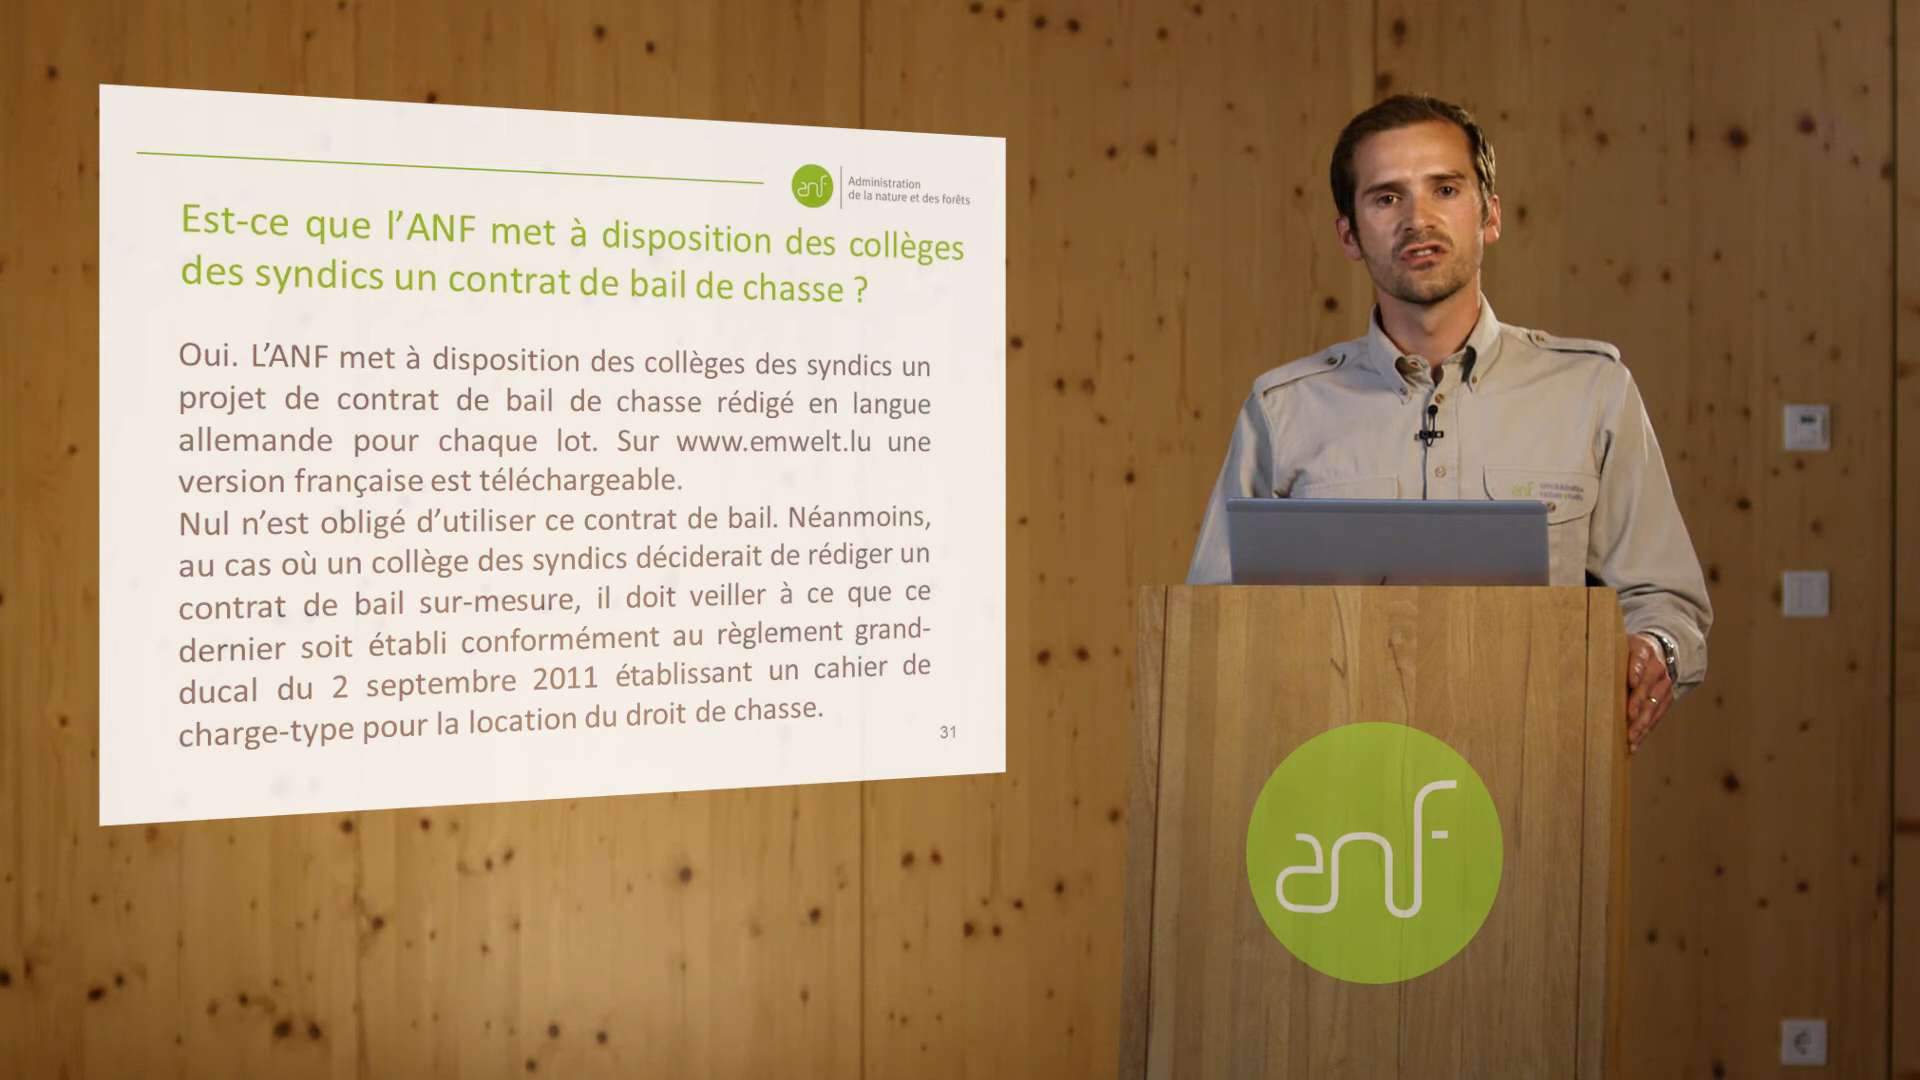 anf
Administration
de la nature et des forêts
Est-ce que l’ANF met à disposition des collèges
des syndics un contrat de bail de chasse ?
Oui. L’ANF met à disposition des collèges des syndics un
projet de contrat de bail de chasse rédigé en langue
allemande pour chaque lot. Sur www.emwelt.lu une
version française est téléchargeable.
Nul n’est obligé d’utiliser ce contrat de bail. Néanmoins,
au cas où un collège des syndics déciderait de rédiger un
contrat de bail sur-mesure, il doit veiller à ce que ce
dernier soit établi conformément au règlement grand-
ducal du 2 septembre 2011 établissant un cahier de
charge-type pour la location du droit de chasse.
31
anf
anf